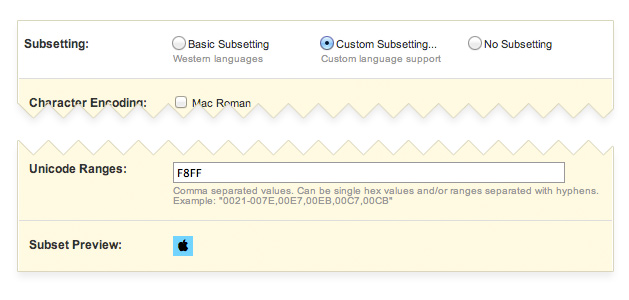 Subsetting: Basic Subsetting Custom Subsetting... No Subsetting
Western languages Custom language support
Character Encoding: Mac Roman
Unicode Ranges: F8FF
Comma separated values. Can be single hex values and/or ranges separated with hyphens.
Example: "0021-007E,00E7,00EB,00C7,00CB"
Subset Preview: